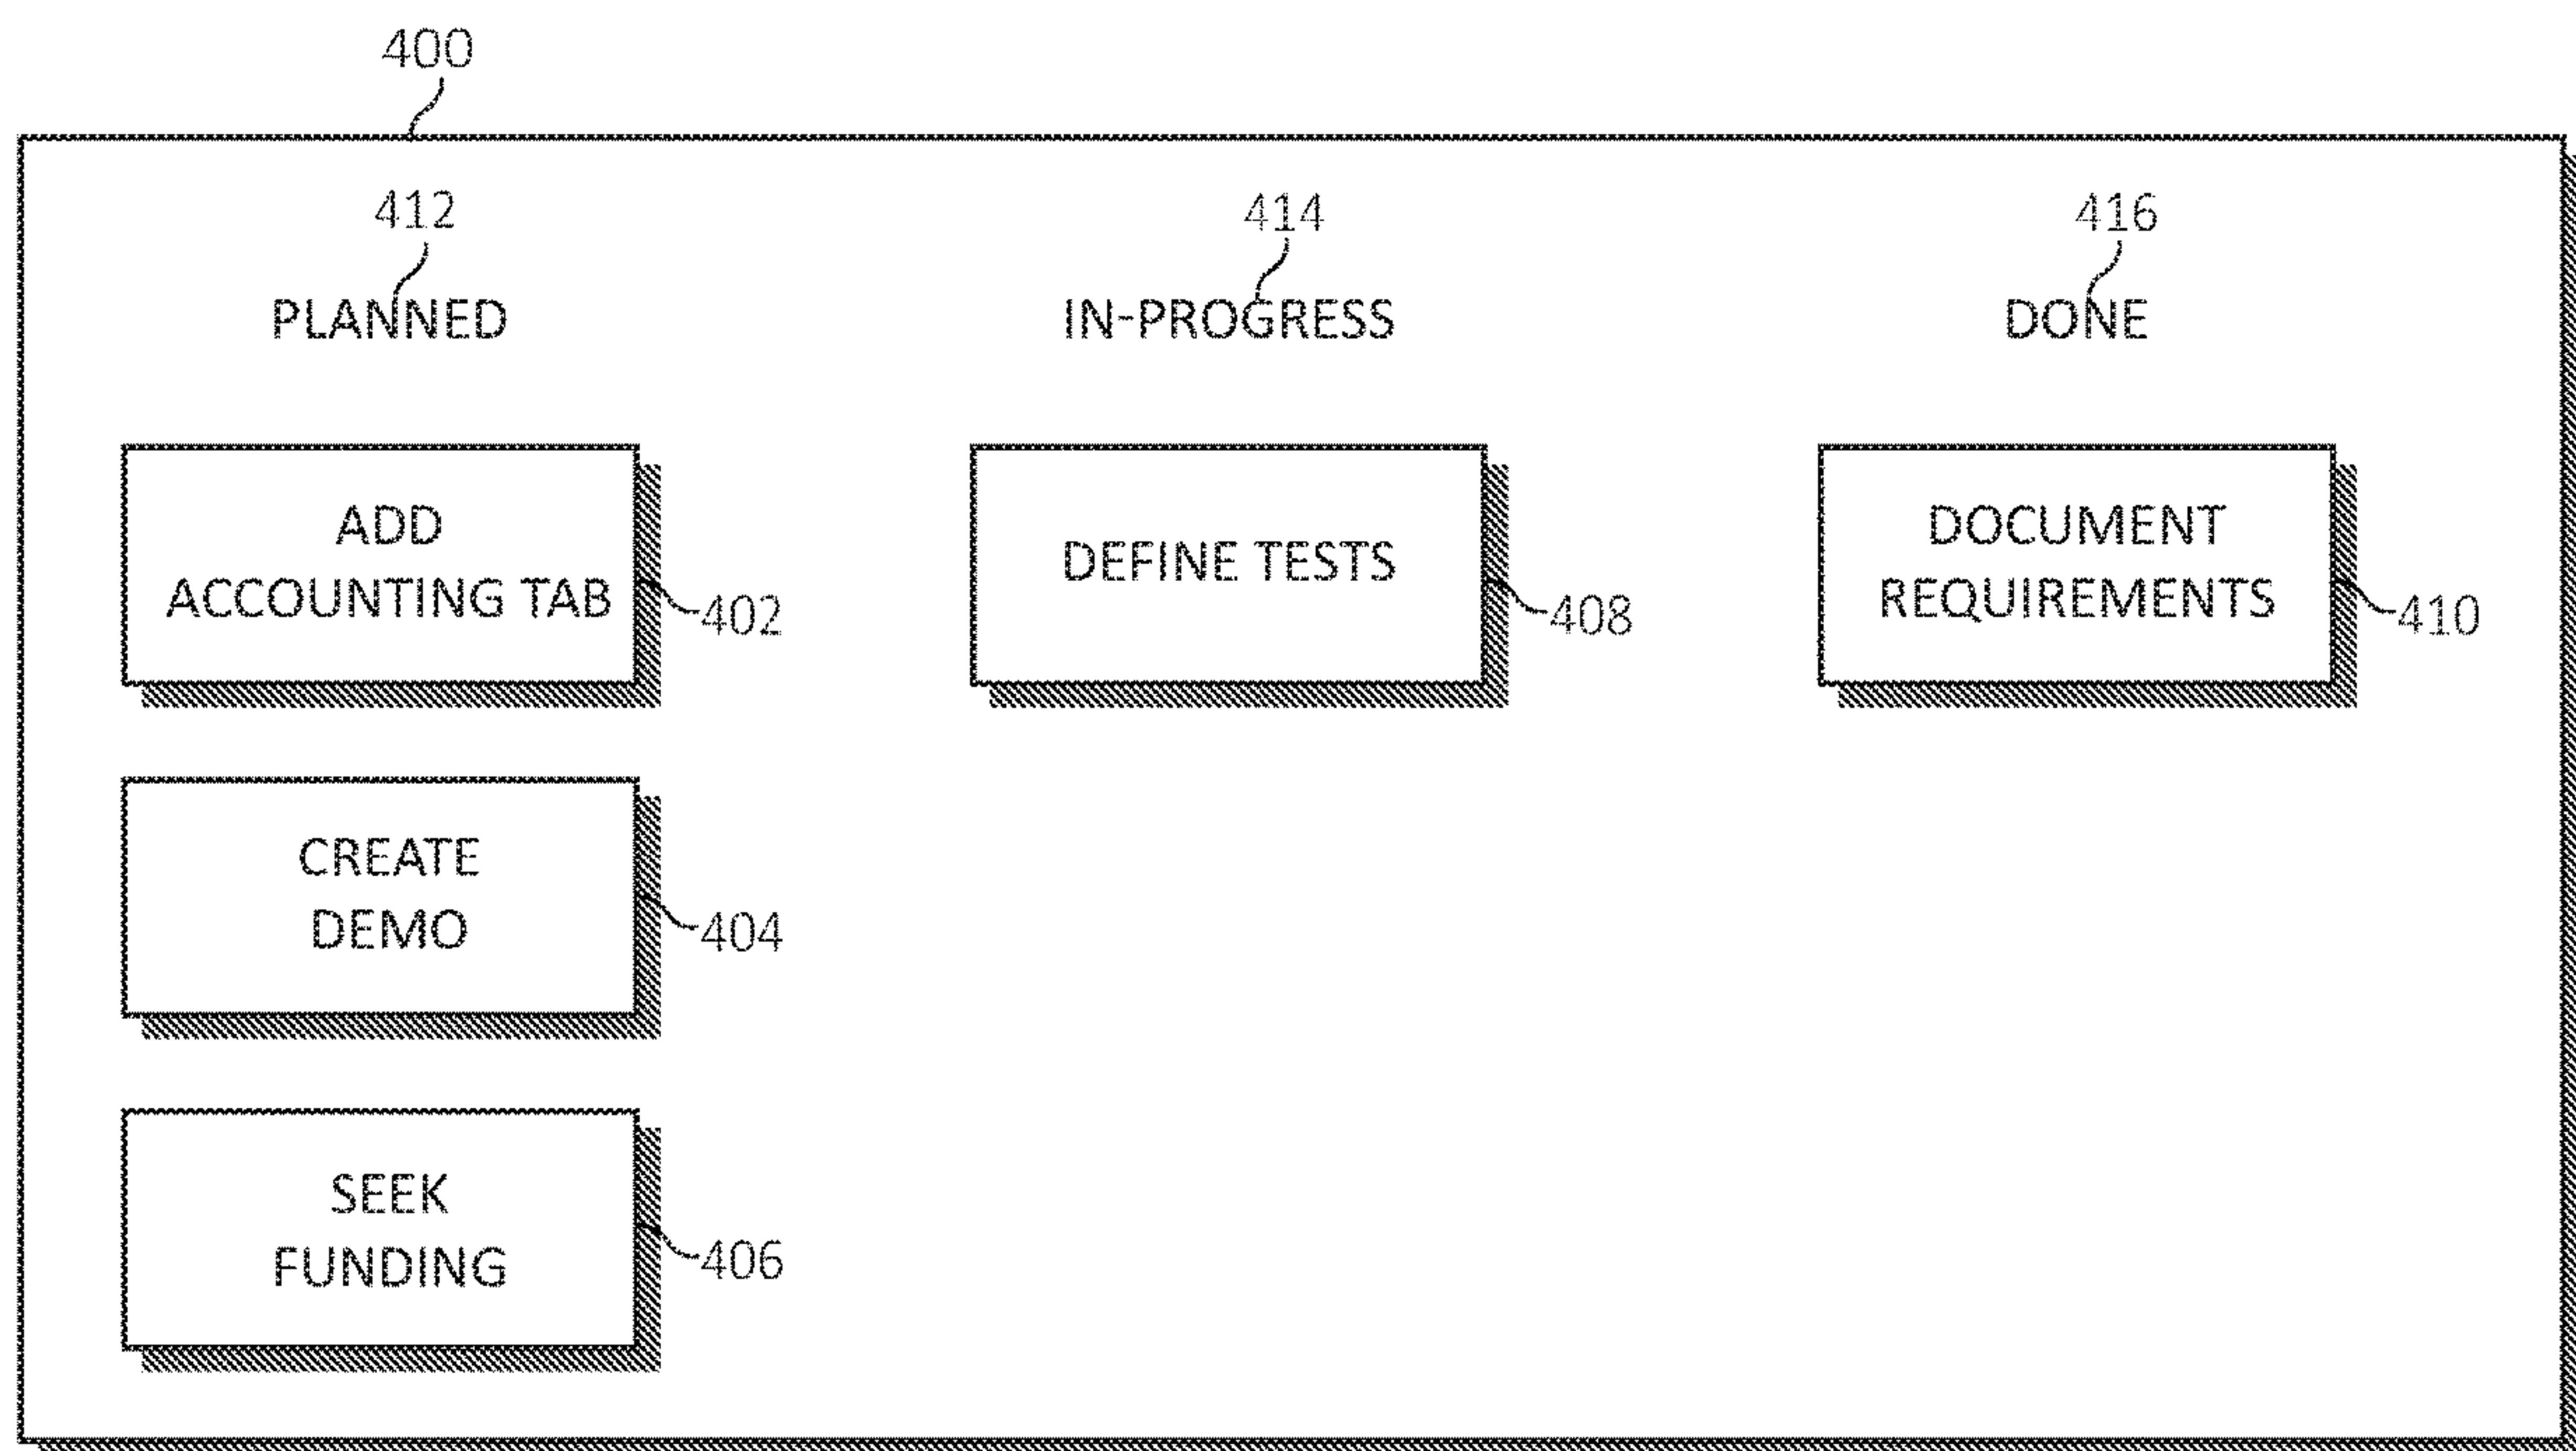 400
412
414
416
PLANNED
IN-PROGRESS
DONE
ADD
ACCOUNTING TAB
402
DEFINE TESTS
408
DOCUMENT
REQUIREMENTS
410
CREATE
DEMO
404
SEEK
FUNDING
406